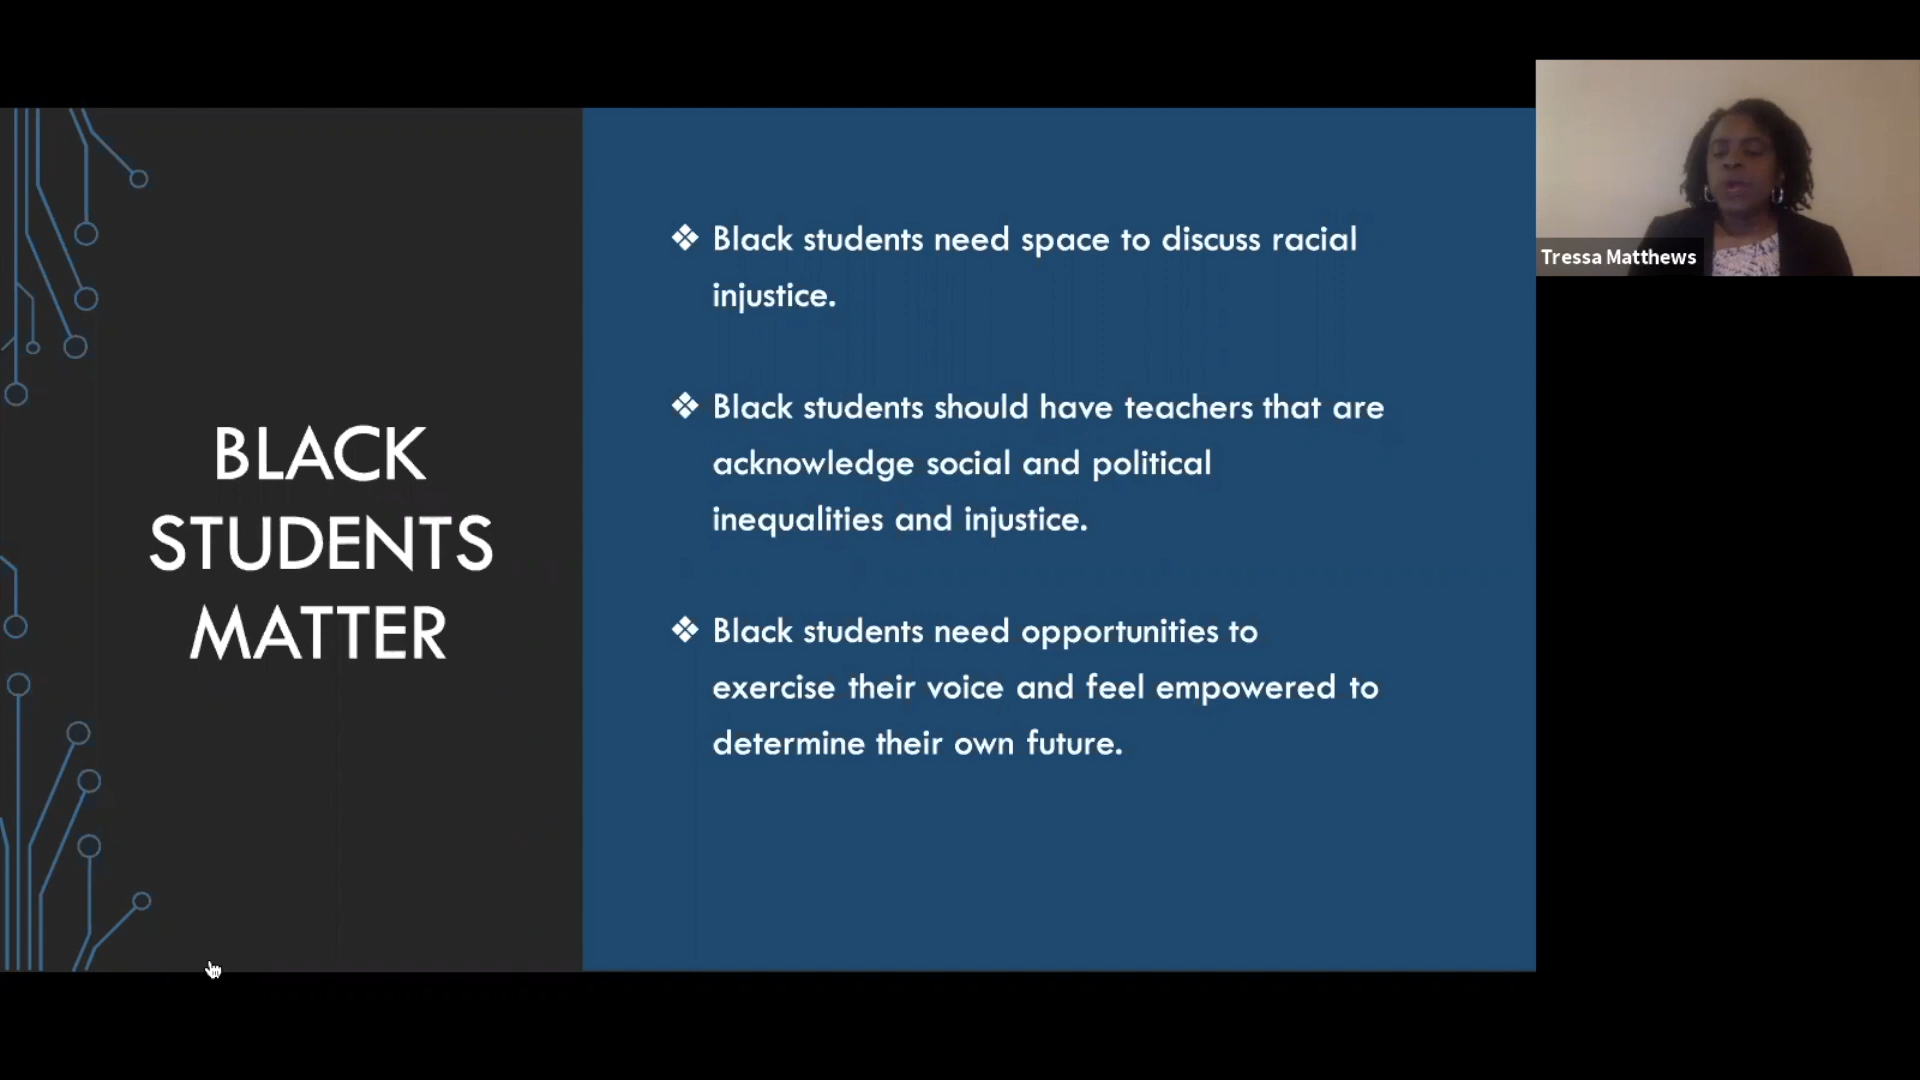 BLACK
STUDENTS
MATTER
❖ Black students need space to discuss racial
injustice.
❖ Black students should have teachers that are
acknowledge social and political
inequalities and injustice.
❖ Black students need opportunities to
exercise their voice and feel empowered to
determine their own future.
Tressa Matthews